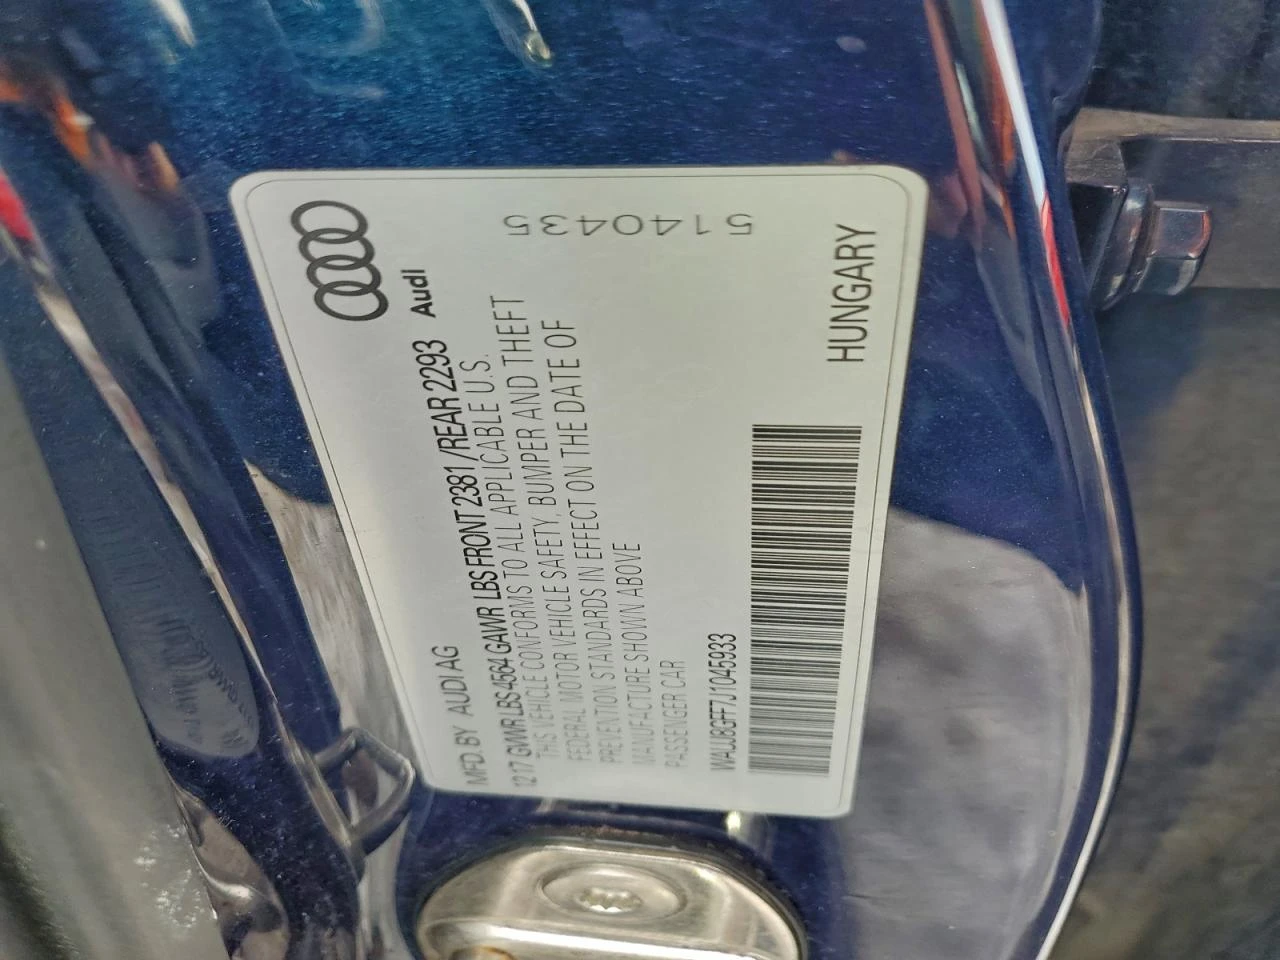 Audi
MFD. BY AUDI AG
12 17 GVWR LBS 4564 GAWR LBS FRONT 2381 /REAR 2293
THIS VEHICLE CONFORMS TO ALL APPLICABLE U.S.
FEDERAL MOTOR VEHICLE SAFETY, BUMPER AND THEFT
PREVENTION STANDARDS IN EFFECT ON THE DATE OF
MANUFACTURE SHOWN ABOVE
PASSENGER CAR
WAUJ8GFF7J1045933
HUNGARY
5140435